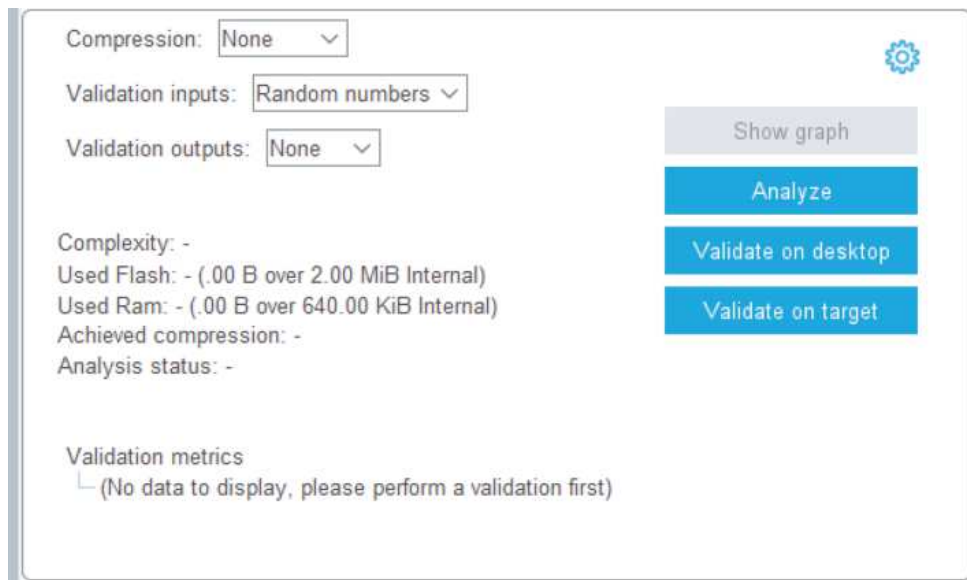 Compression: None
Validation inputs: Random numbers
Validation outputs: None
Show graph
Analyze
Validate on desktop
Validate on target
Complexity: -
Used Flash: - (.00 B over 2.00 MiB Internal)
Used Ram: - (.00 B over 640.00 KiB Internal)
Achieved compression: -
Analysis status: -
Validation metrics
(No data to display, please perform a validation first)